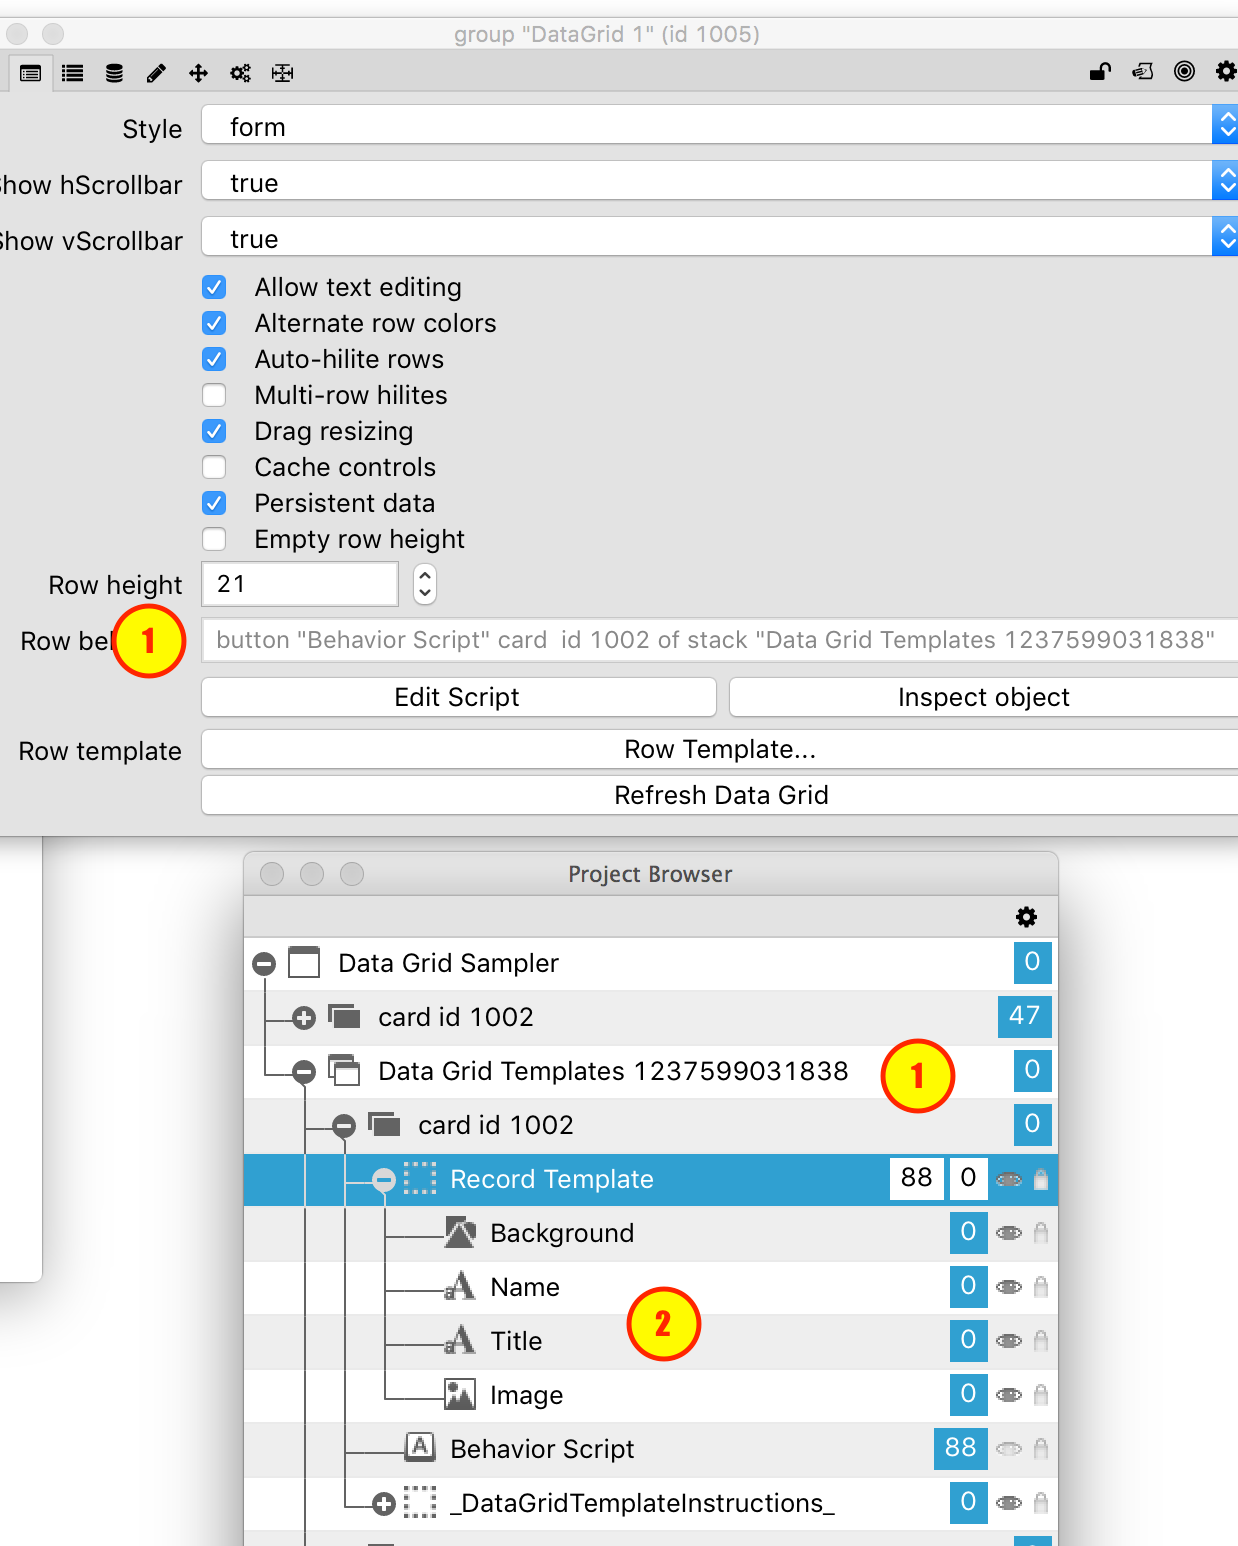 group "DataGrid 1" (id 1005)
Style form
Show hScrollbar true
Show vScrollbar true
Allow text editing
Alternate row colors
Auto-hilite rows
Multi-row hilites
Drag resizing
Cache controls
Persistent data
Empty row height
Row height 21
Row be 1 button "Behavior Script" card id 1002 of stack "Data Grid Templates 1237599031838"
Edit Script Inspect object
Row template Row Template...
Refresh Data Grid
Project Browser
Data Grid Sampler 0
card id 1002 47
Data Grid Templates 1237599031838 1 0
card id 1002 0
Record Template 88 0
Background 0
Name 0
2
Title 0
Image 0
A Behavior Script 88
_DataGridTemplateInstructions_ 0